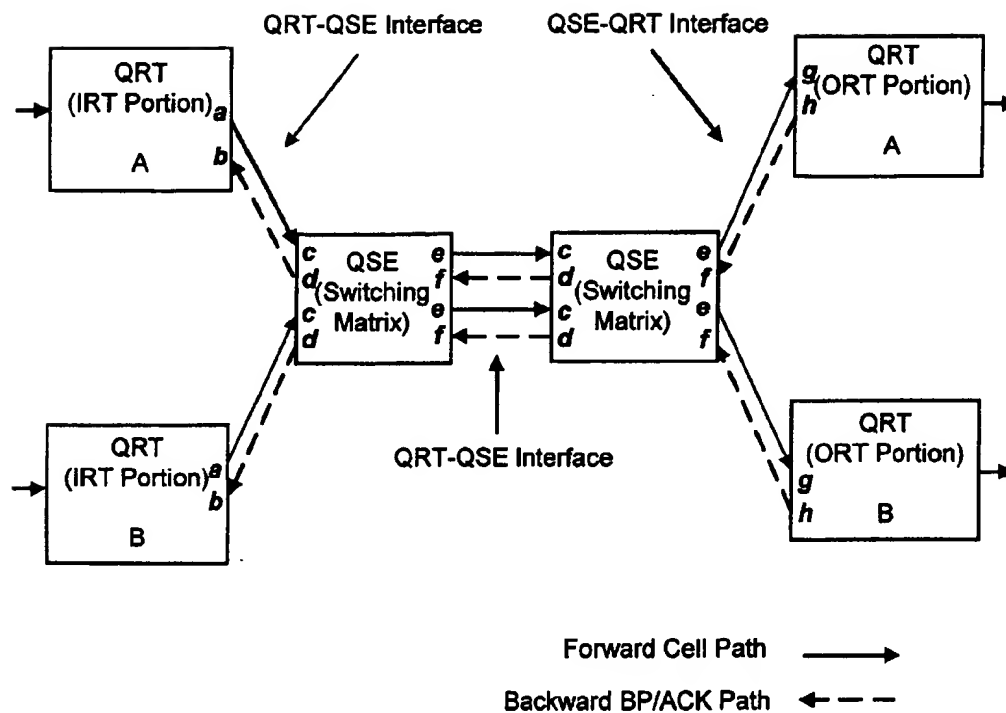 QRT-QSE Interface
QSE-QRT Interface
QRT
(IRT Portion)
a
b
A
QRT
(ORT Portion)
g
h
A
c
d
c
d
QSE
(Switching
Matrix)
e
f
e
f
c
d
c
d
QSE
(Switching
Matrix)
e
f
e
f
QRT-QSE Interface
QRT
(IRT Portion)
a
b
B
QRT
(ORT Portion)
g
h
B
Forward Cell Path
Backward BP/ACK Path